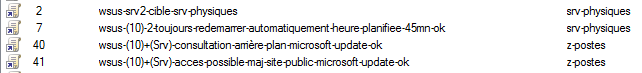 2 wsus-srv2-cible-srv-physiques srv-physiques
7 wsus-(10)-2-toujours-redemarrer-automatiquement-heure-planifiee-45mn-ok srv-physiques
40 wsus-(10)+(Srv)-consultation-arrière-plan-microsoft-update-ok z-postes
41 wsus-(10)+(Srv)-acces-possible-maj-site-public-microsoft-update-ok z-postes